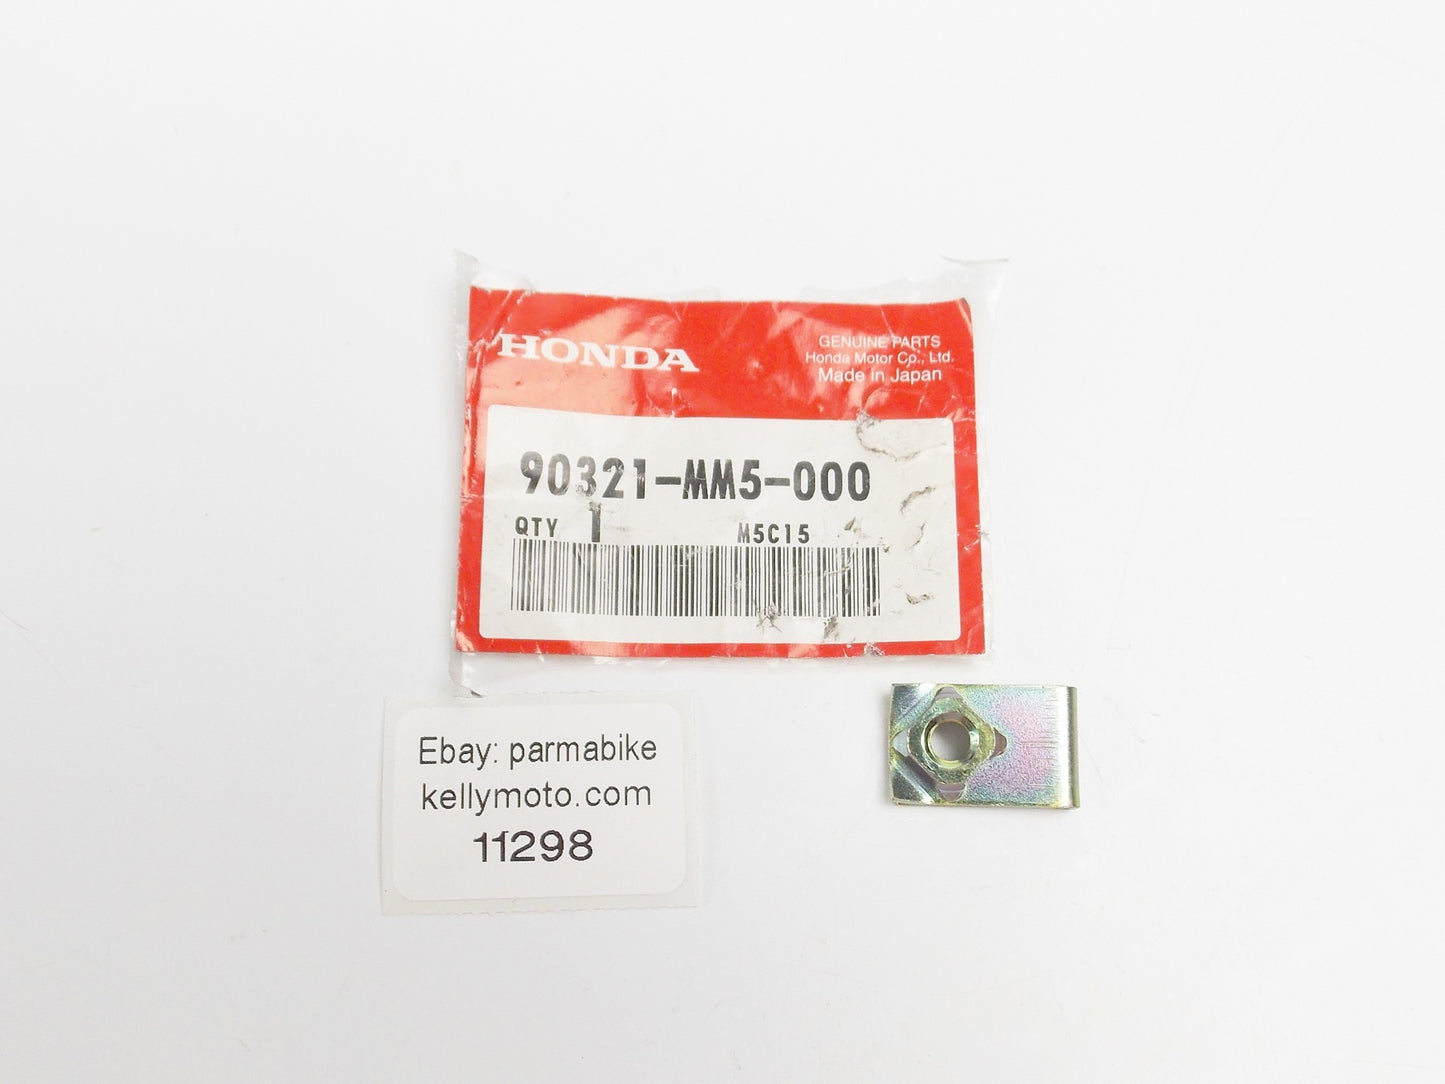 HONDA
GENUINE PARTS
Honda Motor Co., Ltd.
Made in Japan
90321-MM5-000
QTY 1 M5C15
Ebay: parmabike
kellymoto.com
11298